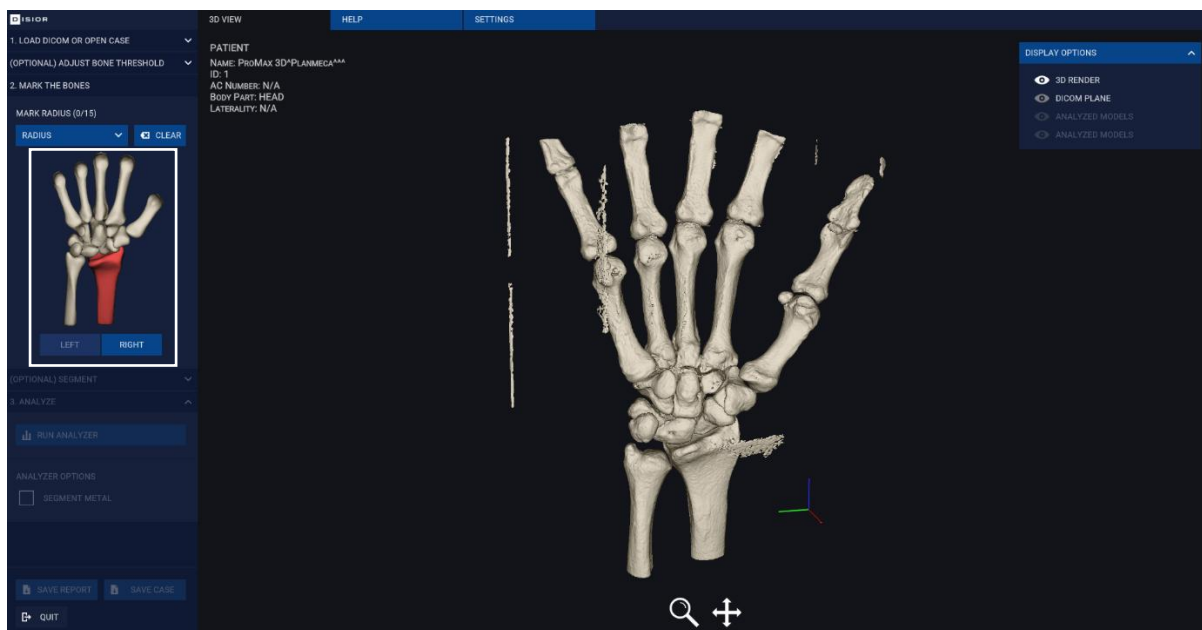 DISIOR
3D VIEW
HELP
SETTINGS
1. LOAD DICOM OR OPEN CASE
(OPTIONAL) ADJUST BONE THRESHOLD
2. MARK THE BONES
MARK RADIUS (0/15)
RADIUS
CLEAR
LEFT
RIGHT
(OPTIONAL) SEGMENT
3. ANALYZE
RUN ANALYZER
ANALYZER OPTIONS
SEGMENT METAL
SAVE REPORT
SAVE CASE
QUIT
PATIENT
NAME: PROMAX 3D^PLANMECA^^^
ID: 1
AC NUMBER: N/A
BODY PART: HEAD
LATERALITY: N/A
DISPLAY OPTIONS
3D RENDER
DICOM PLANE
ANALYZED MODELS
ANALYZED MODELS